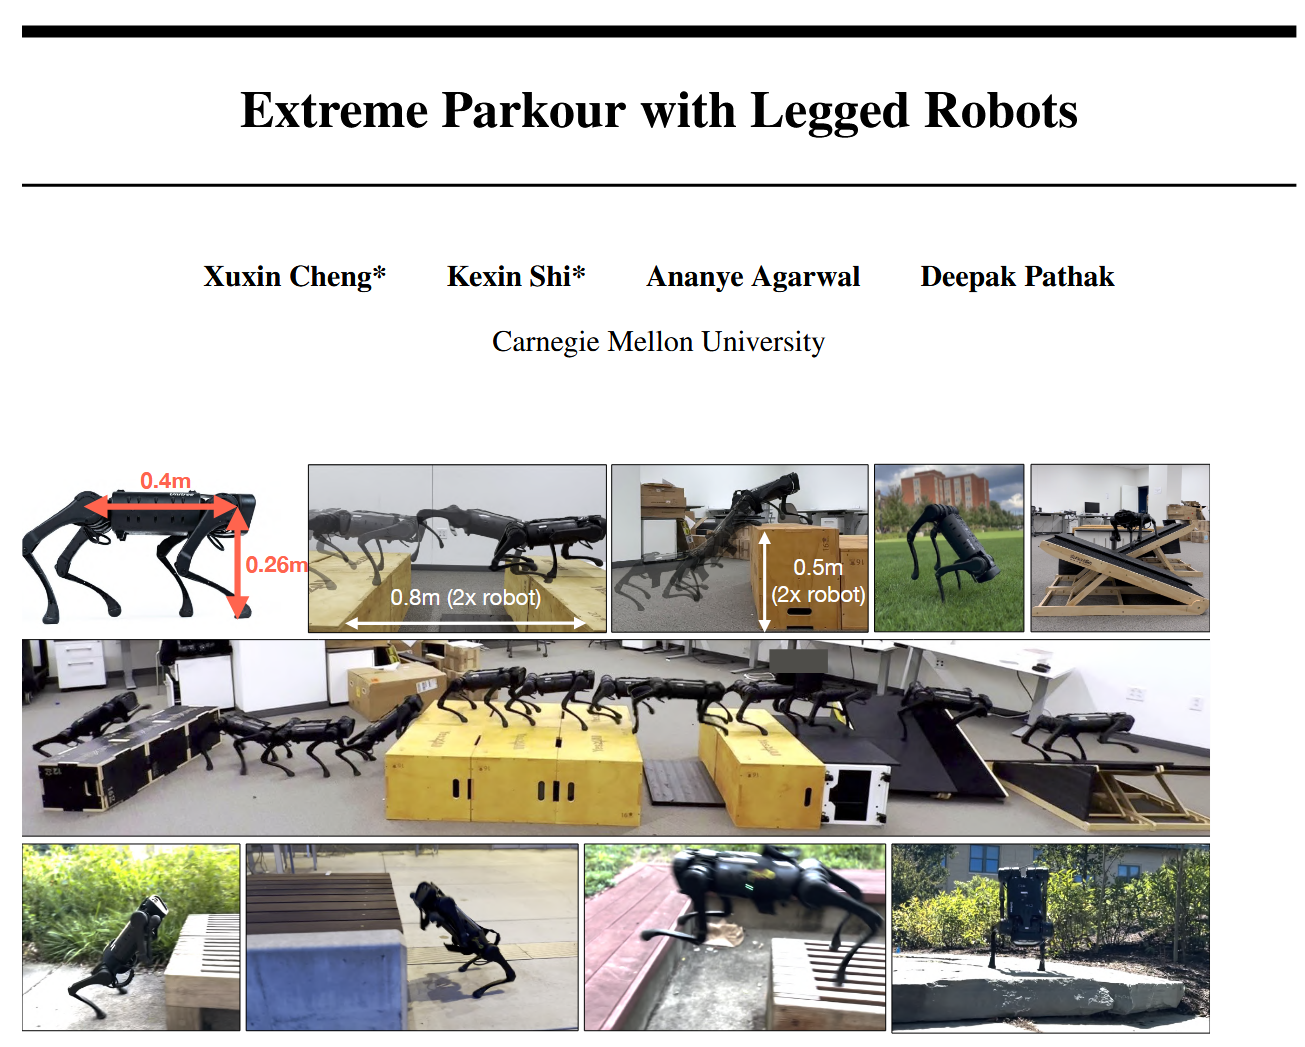 Extreme Parkour with Legged Robots
Xuxin Cheng* Kexin Shi* Ananye Agarwal Deepak Pathak
Carnegie Mellon University
0.4m
0.26m
0.8m (2x robot)
0.5m
(2x robot)